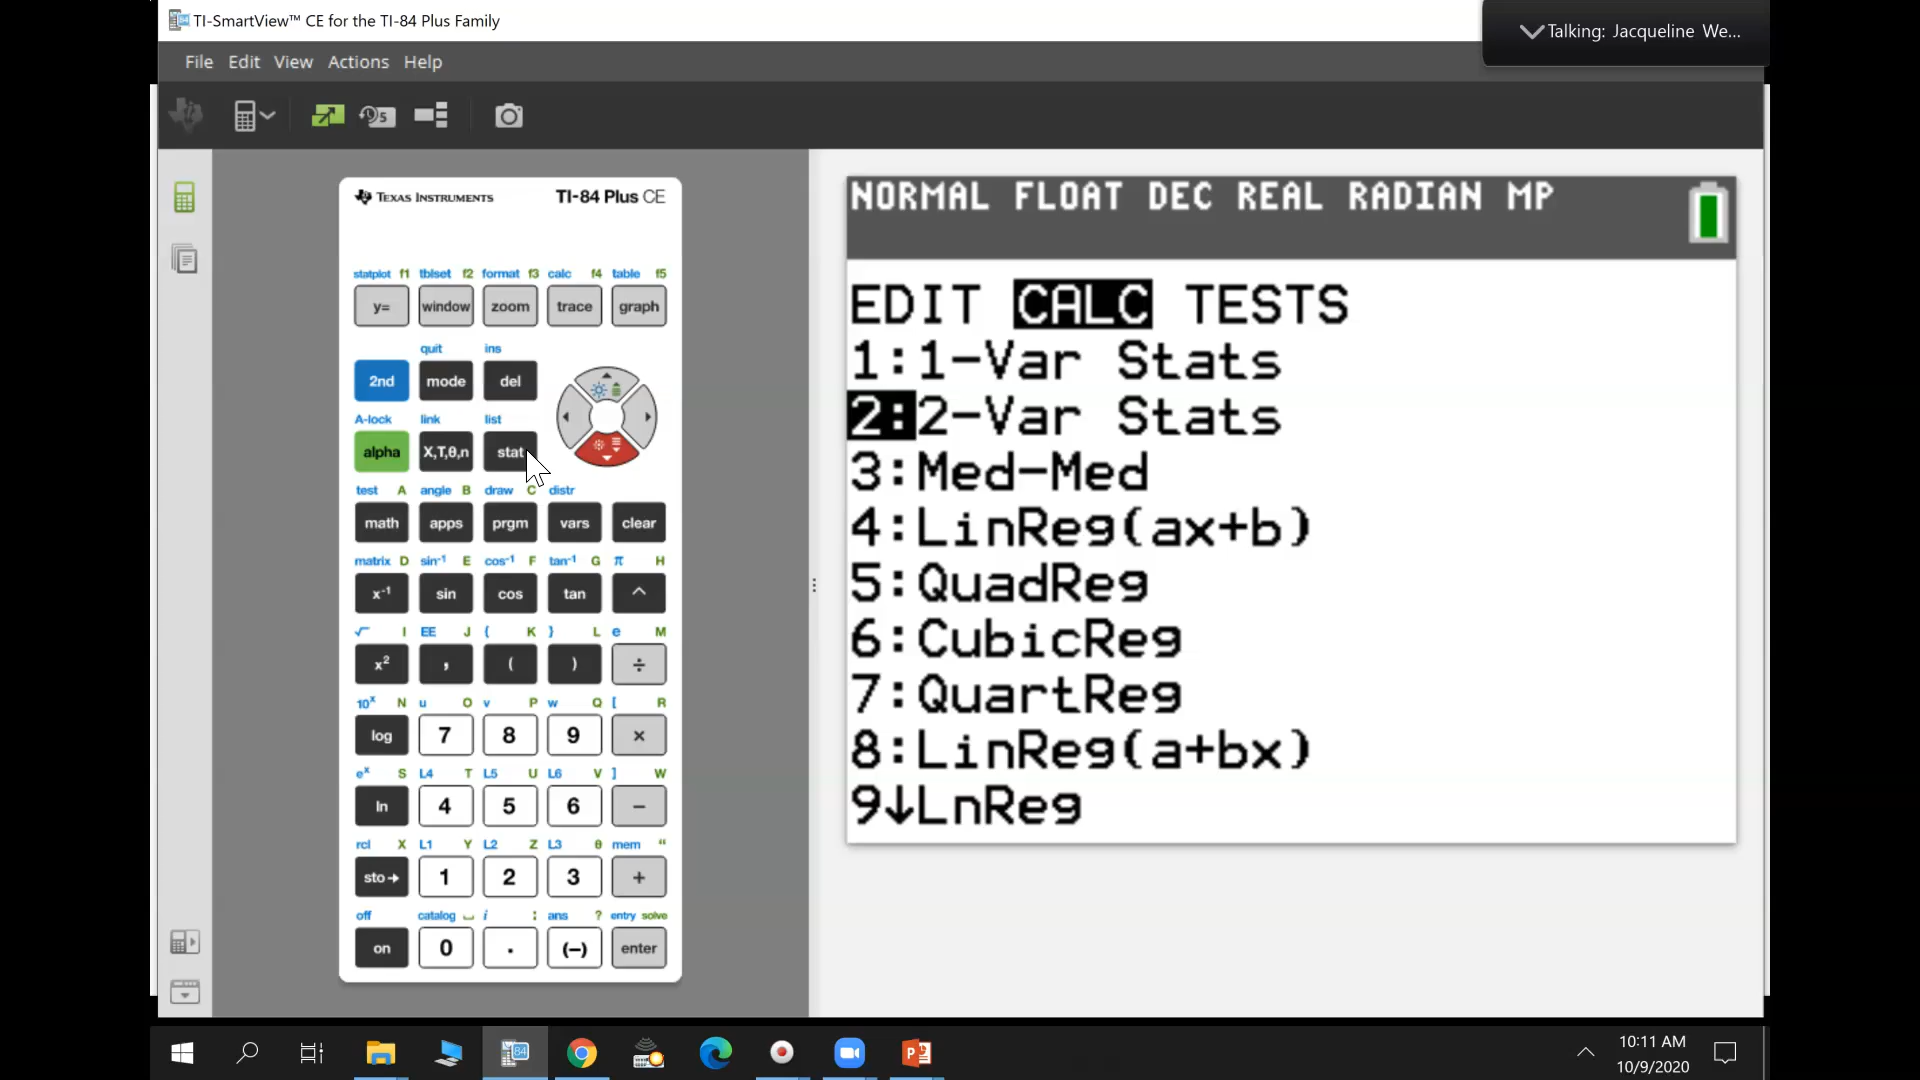 TI-SmartView™ CE for the TI-84 Plus Family
Talking: Jacqueline We...
File Edit View Actions Help
TEXAS INSTRUMENTS TI-84 Plus CE
statplot f1 tblset f2 format f3 calc f4 table f5
y= window zoom trace graph
quit ins
2nd mode del
A-lock link list
alpha X,T,θ,n stat
test A angle B draw C distr
math apps prgm vars clear
matrix D sin⁻¹ E cos⁻¹ F tan⁻¹ G π H
x⁻¹ sin cos tan ^
√ I EE J { K } L e M
x² , ( ) ÷
10ˣ N u O v P w Q [ R
log 7 8 9 ×
eˣ S L4 T L5 U L6 V ] W
ln 4 5 6 −
rcl X L1 Y L2 Z L3 θ mem “
sto→ 1 2 3 +
off catalog ⎵ i : ans ? entry solve
on 0 . (−) enter
NORMAL FLOAT DEC REAL RADIAN MP
EDIT CALC TESTS
1:1-Var Stats
2:2-Var Stats
3:Med-Med
4:LinReg(ax+b)
5:QuadReg
6:CubicReg
7:QuartReg
8:LinReg(a+bx)
9↓LnReg
10:11 AM
10/9/2020